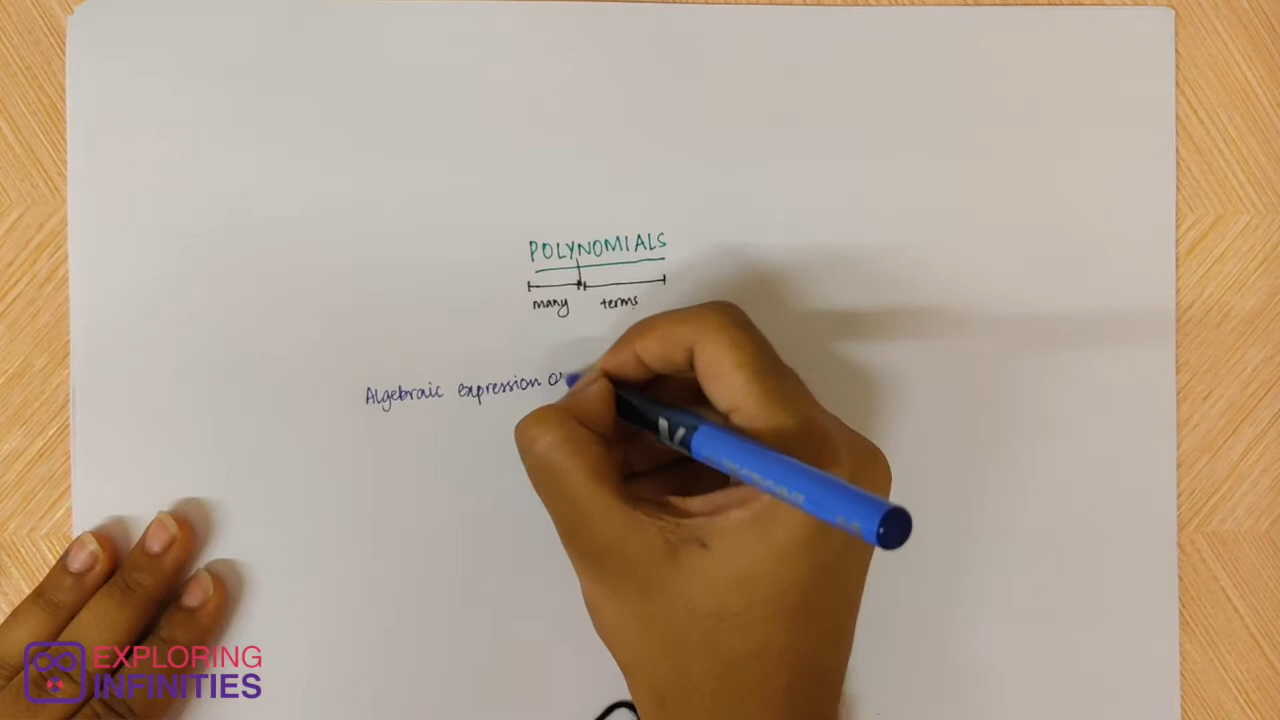 POLYNOMIALS
many terms
Algebraic expression
V
EXPLORING
INFINITIES